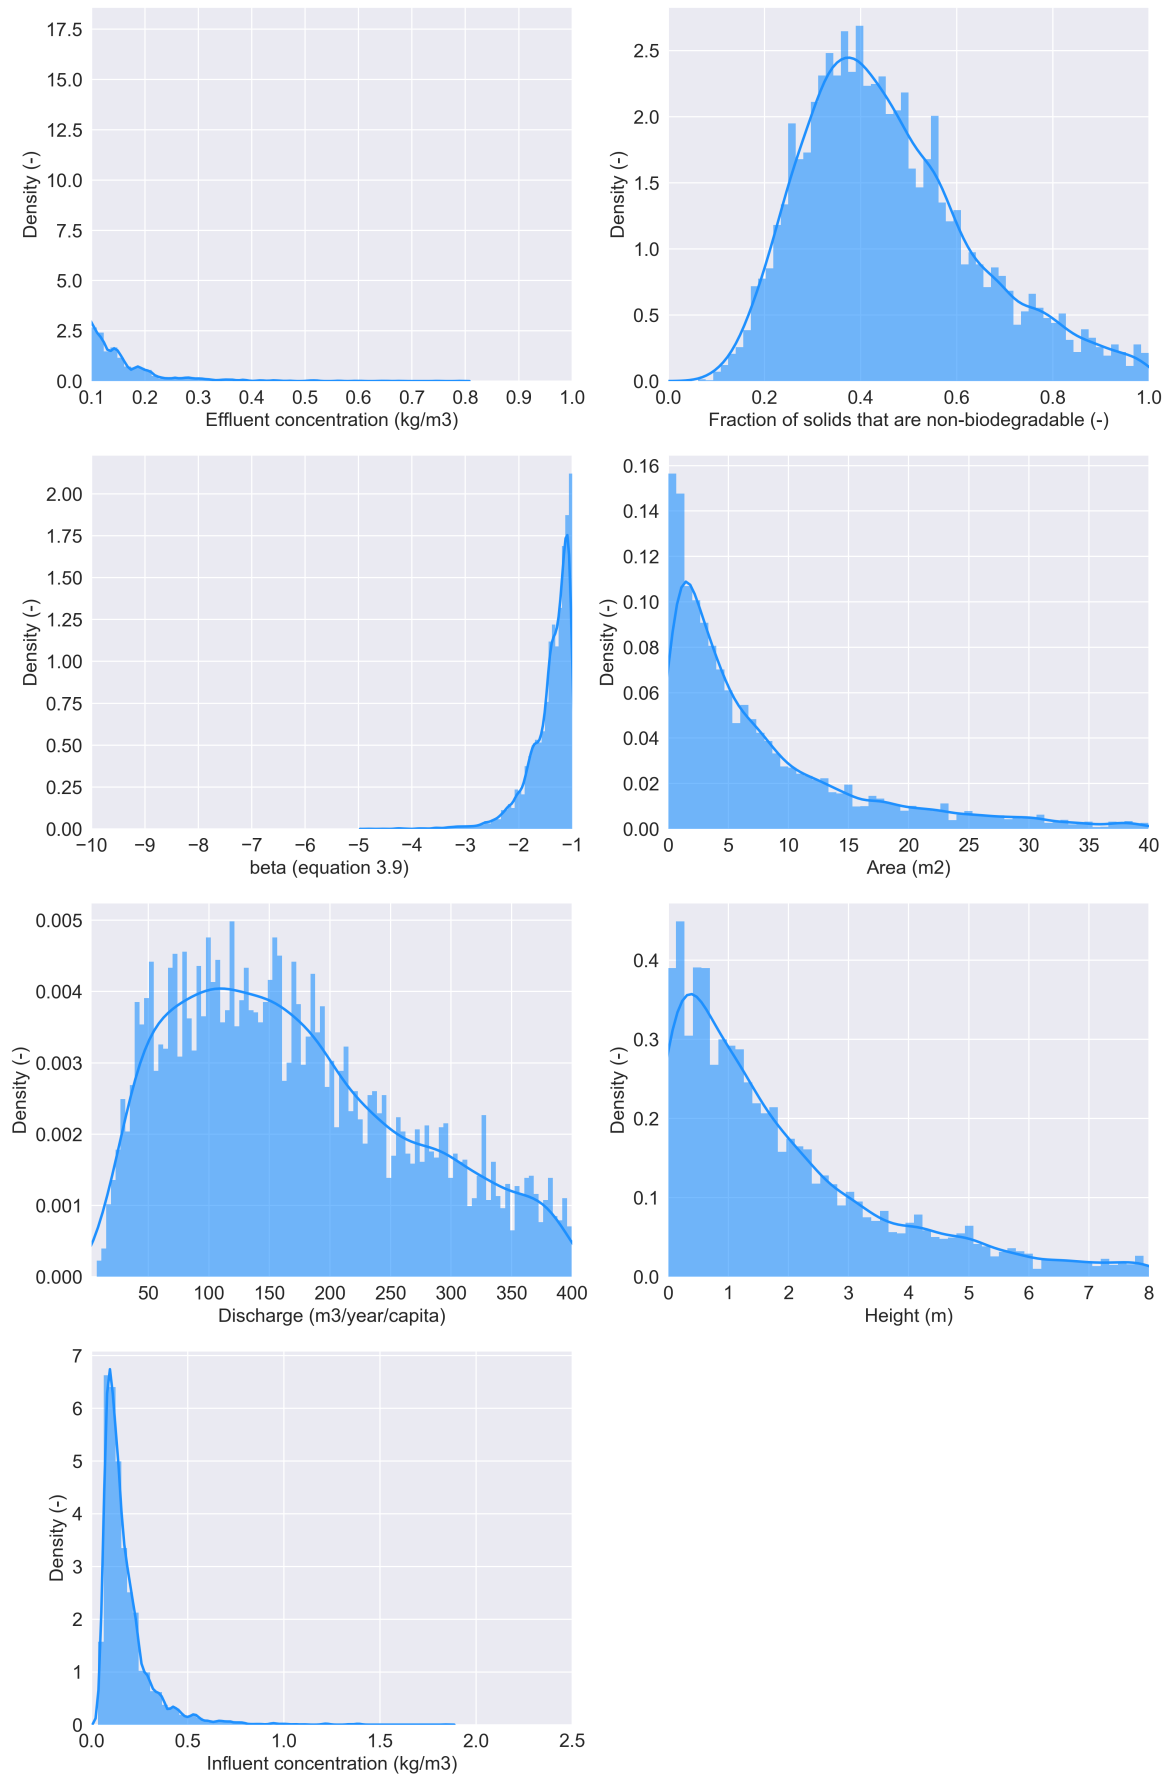 17.5
15.0
12.5
10.0
7.5
5.0
2.5
0.0
Density (-)
0.1 0.2 0.3 0.4 0.5 0.6 0.7 0.8 0.9 1.0
Effluent concentration (kg/m3)
2.5
2.0
1.5
1.0
0.5
0.0
Density (-)
0.0 0.2 0.4 0.6 0.8 1.0
Fraction of solids that are non-biodegradable (-)
2.00
1.75
1.50
1.25
1.00
0.75
0.50
0.25
0.00
Density (-)
−10 −9 −8 −7 −6 −5 −4 −3 −2 −1
beta (equation 3.9)
0.16
0.14
0.12
0.10
0.08
0.06
0.04
0.02
0.00
Density (-)
0 5 10 15 20 25 30 35 40
Area (m2)
0.005
0.004
0.003
0.002
0.001
0.000
Density (-)
50 100 150 200 250 300 350 400
Discharge (m3/year/capita)
0.4
0.3
0.2
0.1
0.0
Density (-)
0 1 2 3 4 5 6 7 8
Height (m)
7
6
5
4
3
2
1
0
Density (-)
0.0 0.5 1.0 1.5 2.0 2.5
Influent concentration (kg/m3)